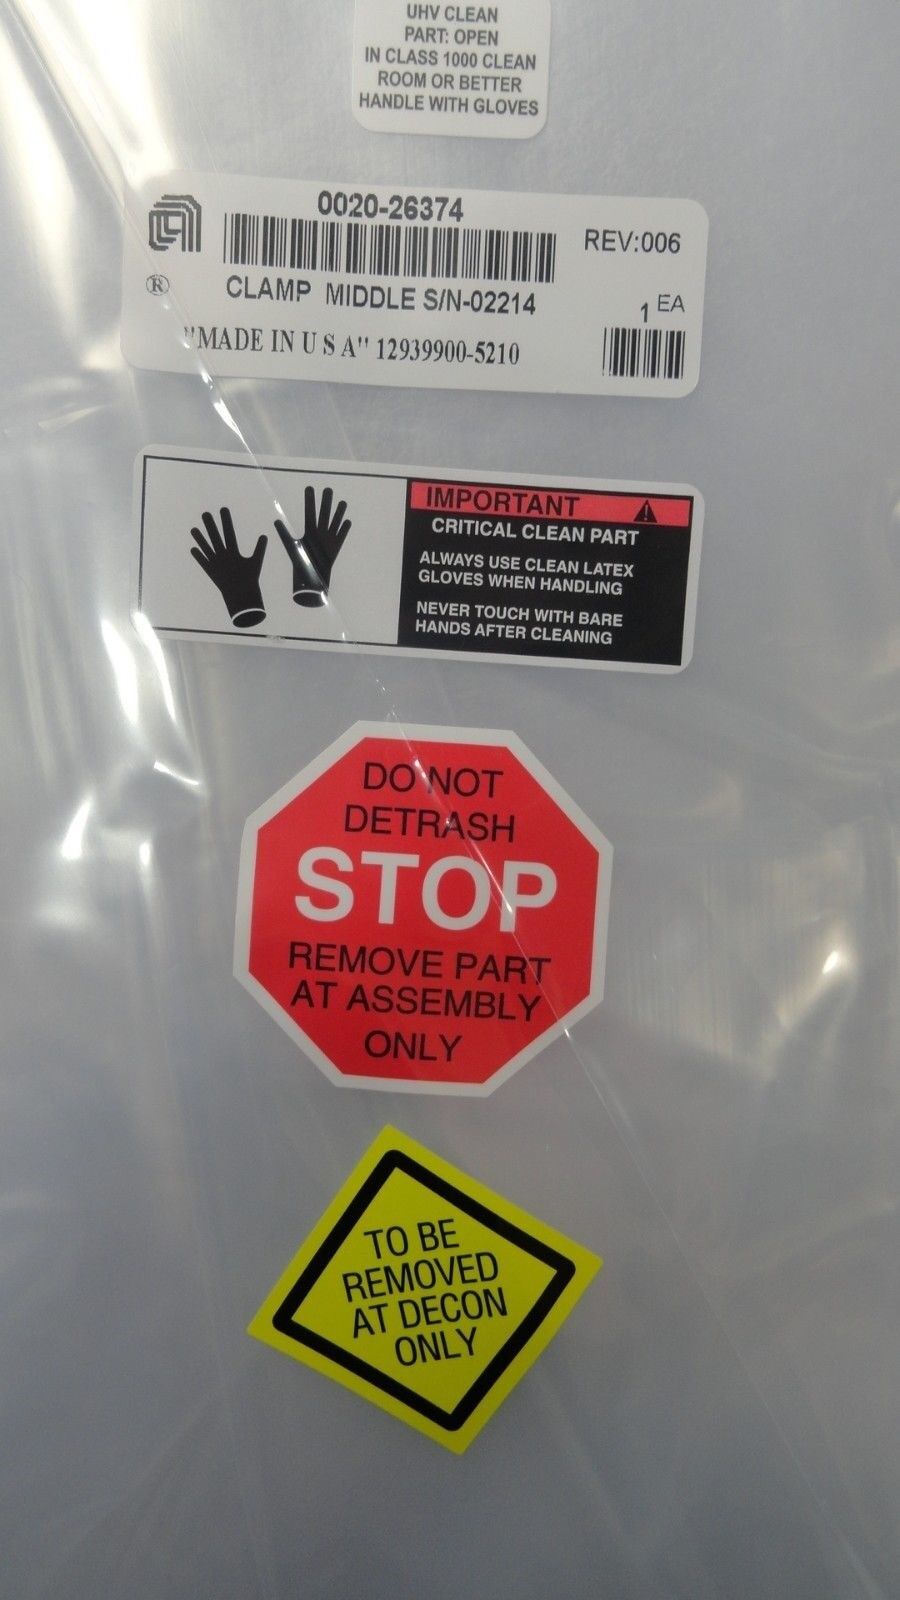 UHV CLEAN
PART: OPEN
IN CLASS 1000 CLEAN
ROOM OR BETTER
HANDLE WITH GLOVES
0020-26374
REV:006
®
CLAMP MIDDLE S/N-02214
1 EA
"MADE IN U S A" 12939900-5210
IMPORTANT
CRITICAL CLEAN PART
ALWAYS USE CLEAN LATEX
GLOVES WHEN HANDLING
NEVER TOUCH WITH BARE
HANDS AFTER CLEANING
DO NOT
DETRASH
STOP
REMOVE PART
AT ASSEMBLY
ONLY
TO BE
REMOVED
AT DECON
ONLY